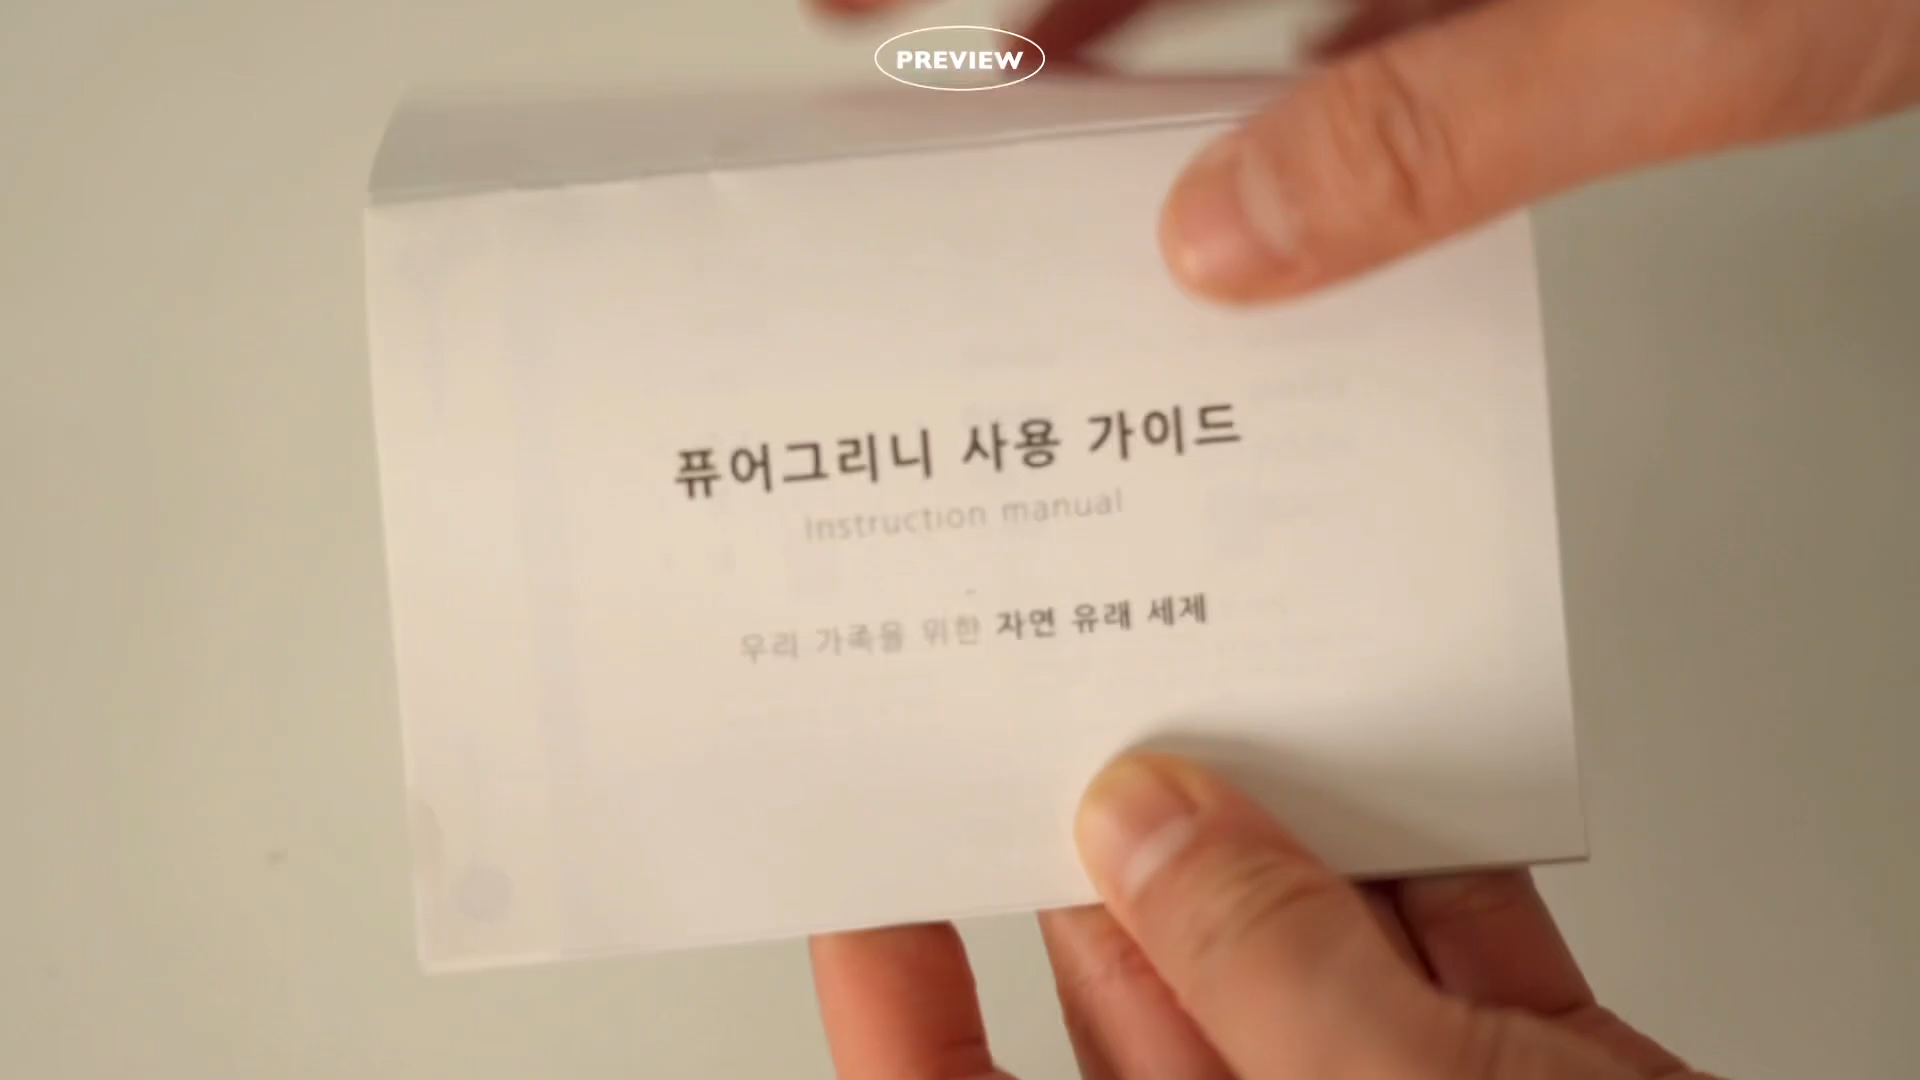 PREVIEW
퓨어그리니 사용 가이드
Instruction manual
우리 가족을 위한 자연 유래 세제